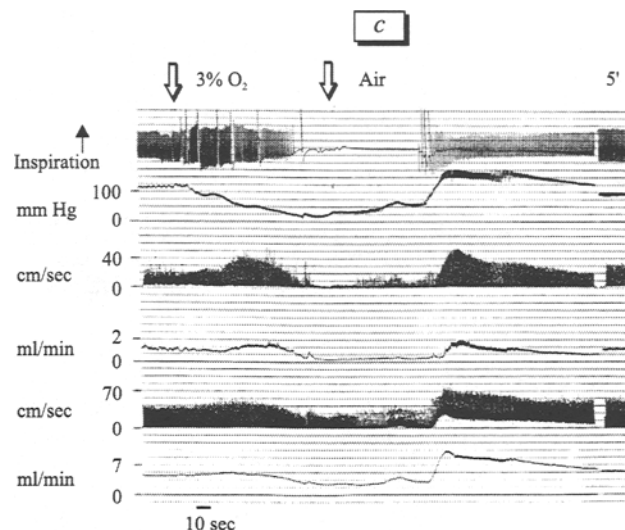 c
3% O₂ Air 5'
Inspiration
100
mm Hg
0
40
cm/sec
0
2
ml/min
0
70
cm/sec
0
7
ml/min
0
10 sec